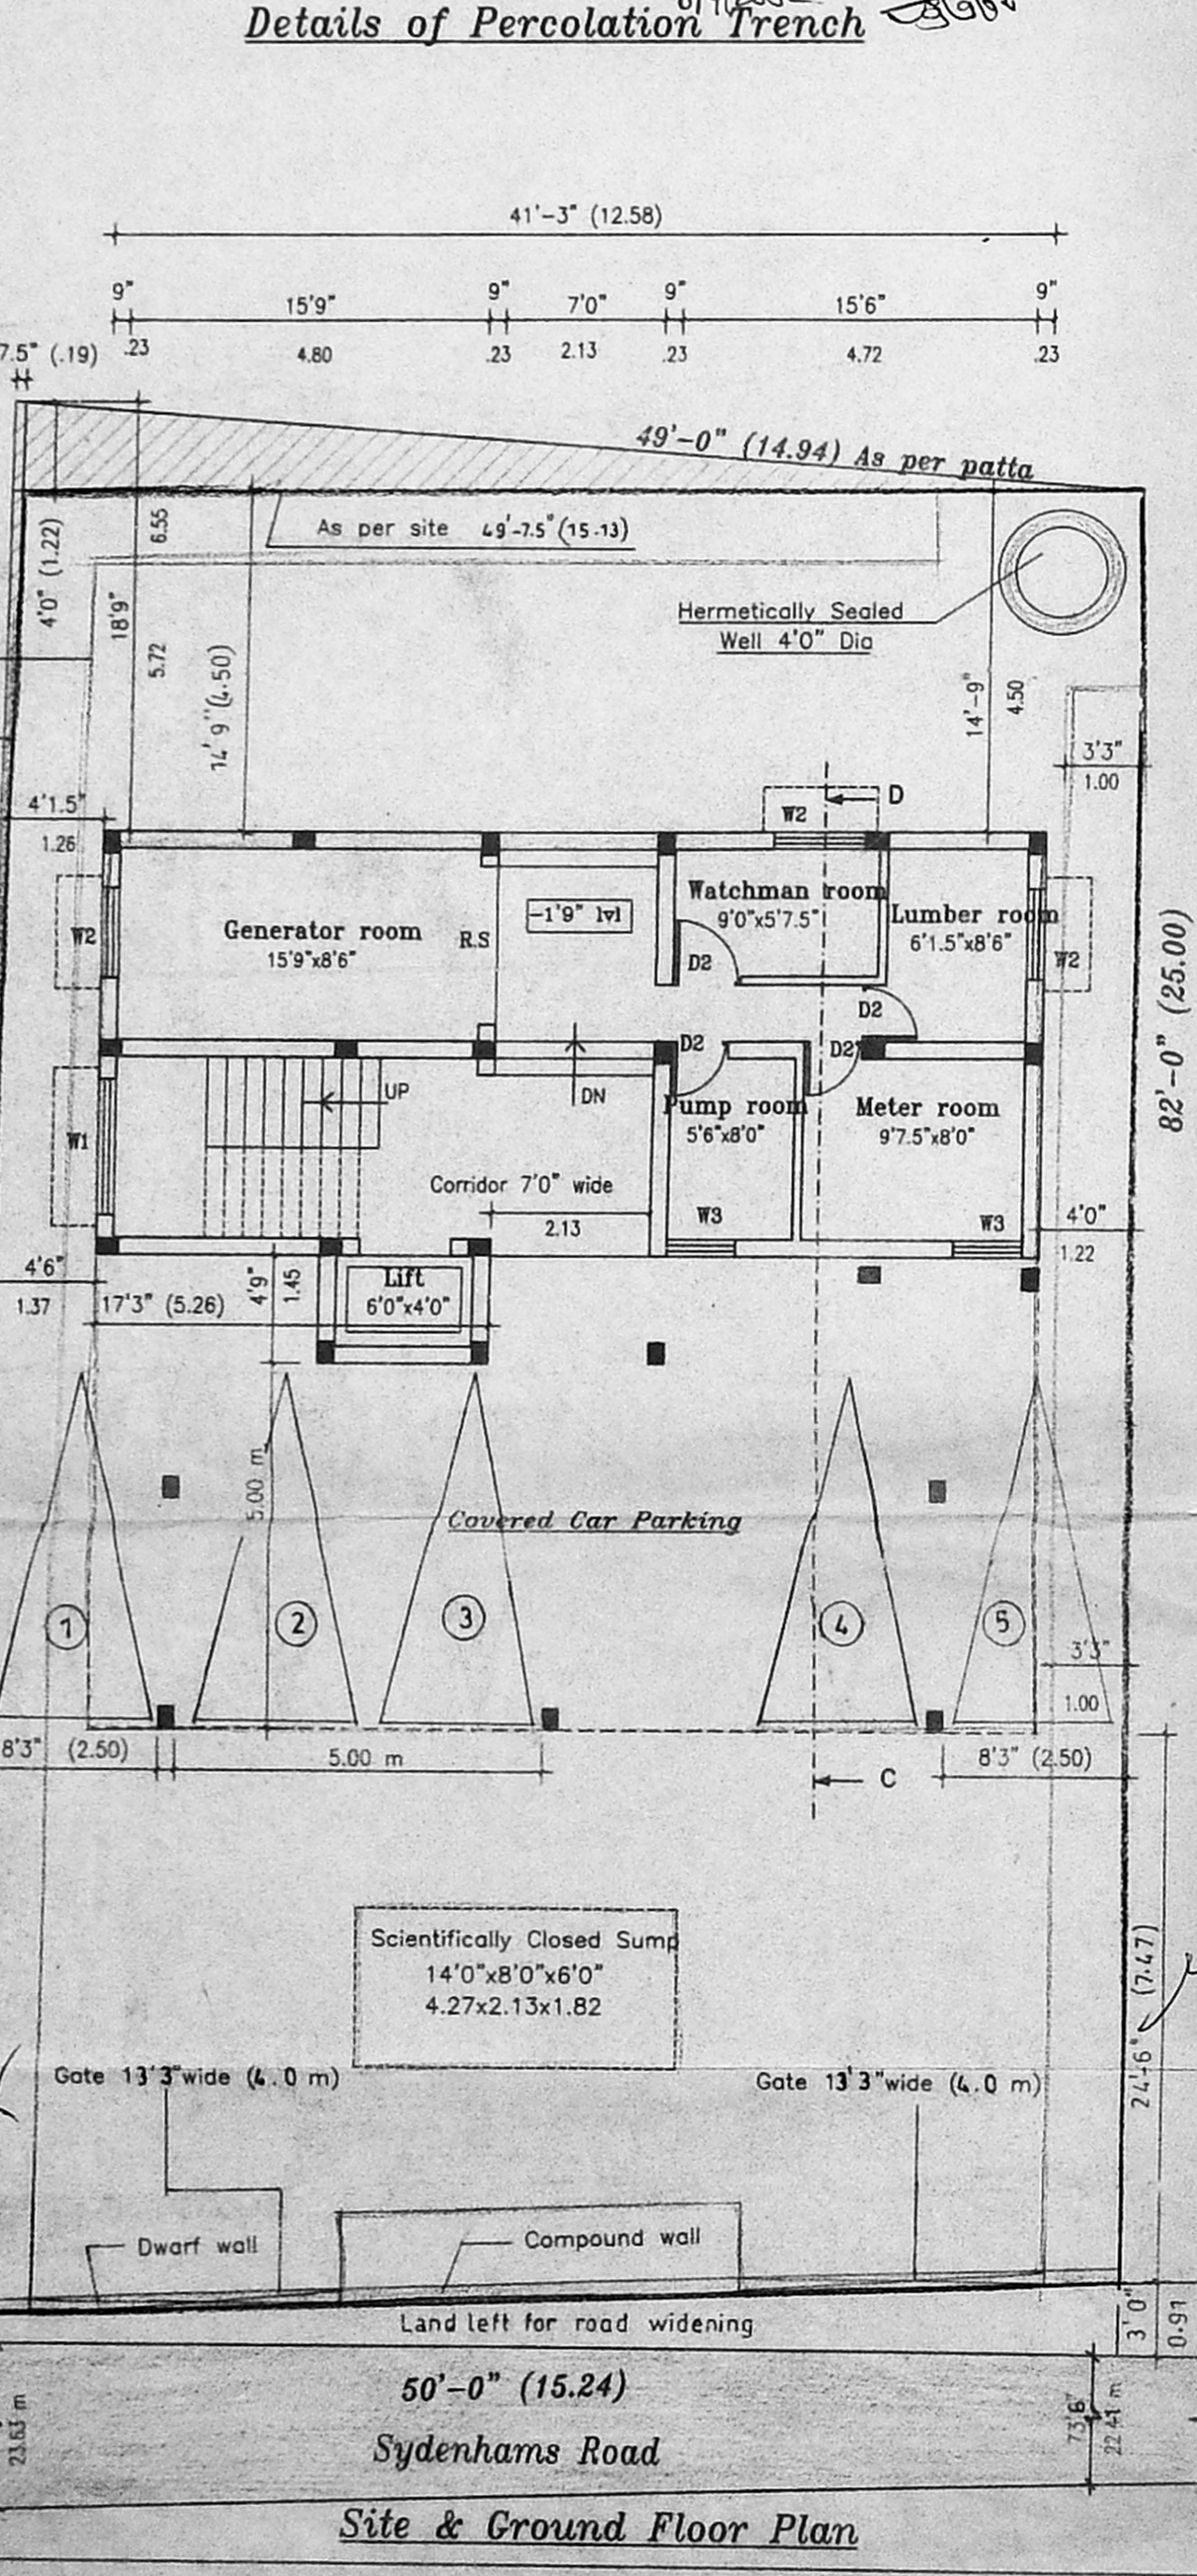 Details of Percolation Trench
41'-3" (12.58)
9" 15'9" 9" 7'0" 9" 15'6" 9"
7.5" (.19) .23 4.80 .23 2.13 .23 4.72 .23
49'-0" (14.94) As per patta
As per site 49'-7.5" (15.13)
4'0" (1.22)
6.55
18'9"
5.72
14'9" (4.50)
Hermetically Sealed
Well 4'0" Dia
14'-9"
4.50
3'3"
1.00
4'1.5"
1.26
W2
D
Watchman room
9'0"x5'7.5"
Lumber room
6'1.5"x8'6"
Generator room
15'9"x8'6"
R.S
-1'9" lvl
W2
W2
D2
D2
D2
D2
82'-0" (25.00)
UP
DN
Pump room
5'6"x8'0"
Meter room
9'7.5"x8'0"
W1
Corridor 7'0" wide
2.13
W3
W3
4'0"
1.22
4'6"
1.37
17'3" (5.26)
4'9"
1.45
Lift
6'0"x4'0"
5.00 m
Covered Car Parking
1
2
3
4
5
3'3"
1.00
8'3" (2.50)
5.00 m
8'3" (2.50)
C
Scientifically Closed Sump
14'0"x8'0"x6'0"
4.27x2.13x1.82
24'-6" (7.47)
Gate 13'3"wide (4.0 m)
Gate 13'3"wide (4.0 m)
Dwarf wall
Compound wall
Land left for road widening
3'0"
0.91
50'-0" (15.24)
23.63 m
73'6"
22.41 m
Sydenhams Road
Site & Ground Floor Plan